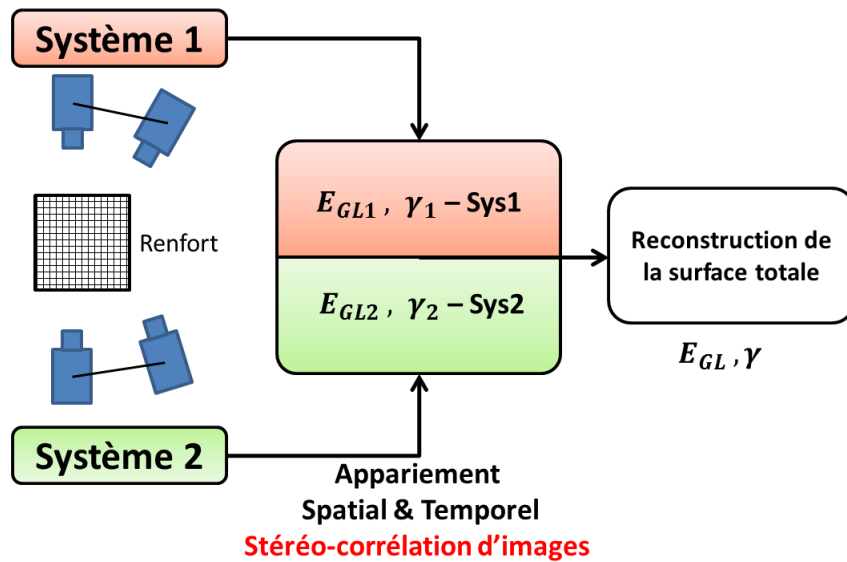 Système 1
E_GL1 , γ_1 – Sys1
Renfort
E_GL2 , γ_2 – Sys2
Reconstruction de
la surface totale
E_GL , γ
Système 2
Appariement
Spatial & Temporel
Stéréo-corrélation d'images